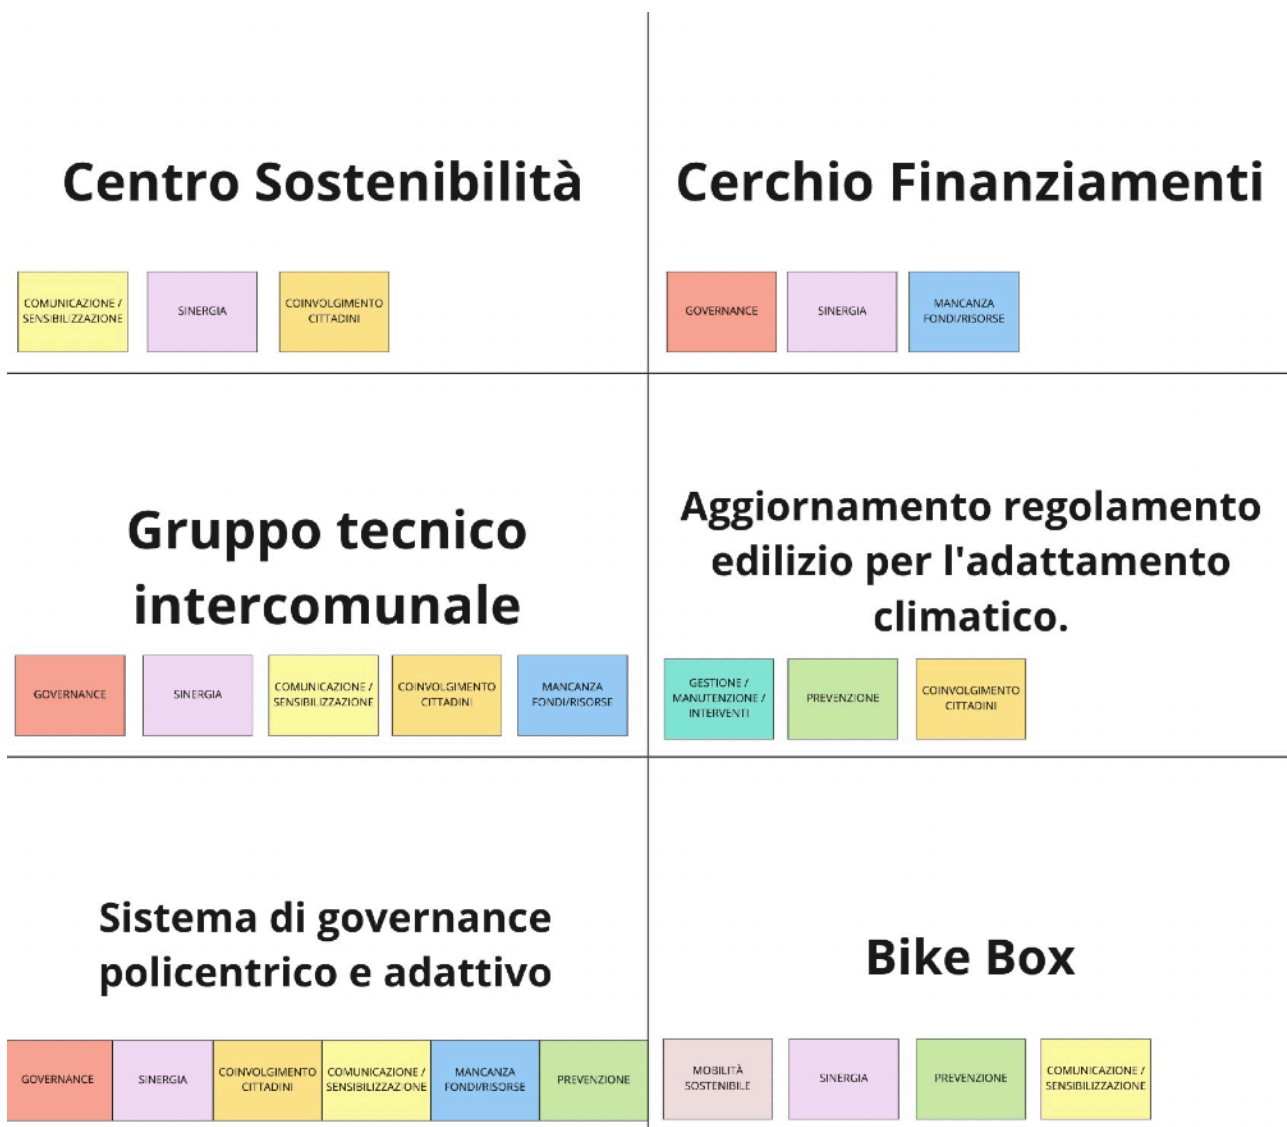 Centro Sostenibilità
COMUNICAZIONE /
SENSIBILIZZAZIONE
SINERGIA
COINVOLGIMENTO
CITTADINI
Cerchio Finanziamenti
GOVERNANCE
SINERGIA
MANCANZA
FONDI/RISORSE
Gruppo tecnico
intercomunale
GOVERNANCE
SINERGIA
COMUNICAZIONE /
SENSIBILIZZAZIONE
COINVOLGIMENTO
CITTADINI
MANCANZA
FONDI/RISORSE
Aggiornamento regolamento
edilizio per l'adattamento
climatico.
GESTIONE /
MANUTENZIONE /
INTERVENTI
PREVENZIONE
COINVOLGIMENTO
CITTADINI
Sistema di governance
policentrico e adattivo
GOVERNANCE
SINERGIA
COINVOLGIMENTO
CITTADINI
COMUNICAZIONE /
SENSIBILIZZAZIONE
MANCANZA
FONDI/RISORSE
PREVENZIONE
Bike Box
MOBILITÀ
SOSTENIBILE
SINERGIA
PREVENZIONE
COMUNICAZIONE /
SENSIBILIZZAZIONE